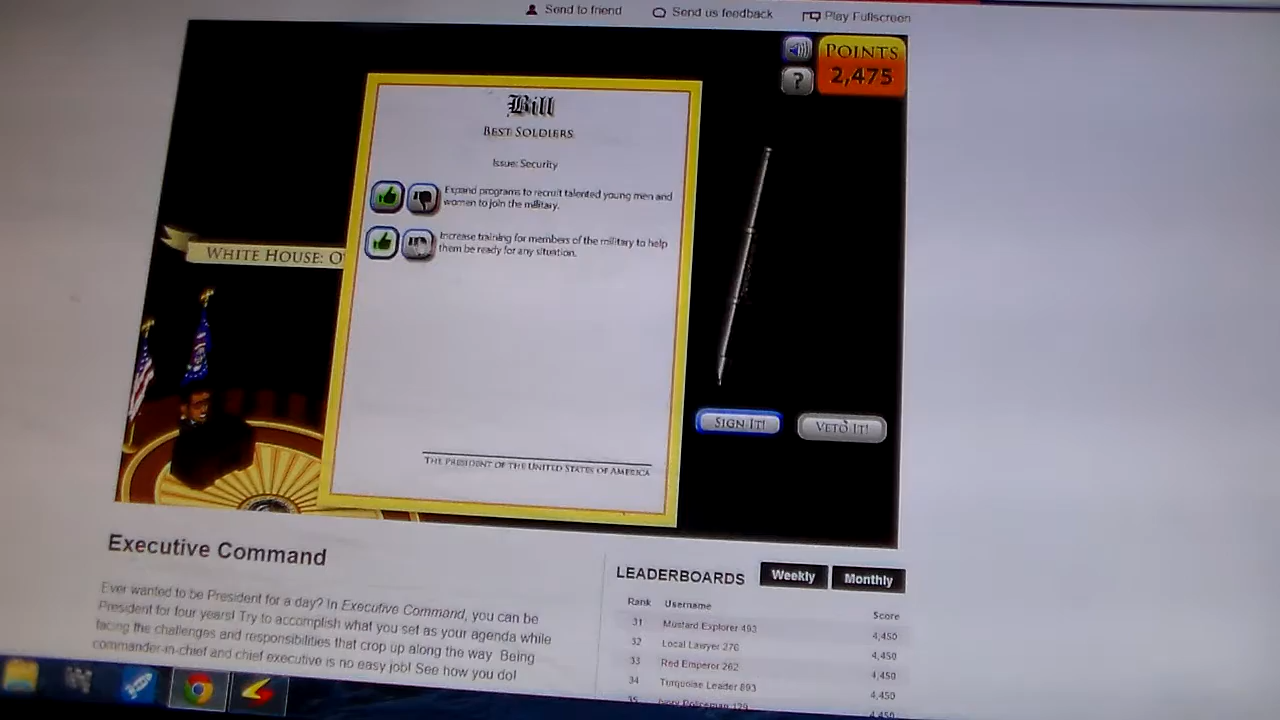 Send to friend
Send us feedback
Play Fullscreen
POINTS
2,475
?
Bill
BEST SOLDIERS
Issue: Security
Expand programs to recruit talented young men and
women to join the military.
Increase training for members of the military to help
them be ready for any situation.
WHITE HOUSE: O
SIGN IT!
VETO IT!
THE PRESIDENT OF THE UNITED STATES OF AMERICA
Executive Command
Ever wanted to be President for a day? In Executive Command, you can be
President for four years! Try to accomplish what you set as your agenda while
facing the challenges and responsibilities that crop up along the way Being
commander-in-chief and chief executive is no easy job! See how you do!
LEADERBOARDS
Weekly
Monthly
Rank Username Score
31 Mustard Explorer 493 4,450
32 Local Lawyer 276 4,450
33 Red Emperor 262 4,450
34 Turquoise Leader 893 4,450
35 Ivory Policeman 129 4,450